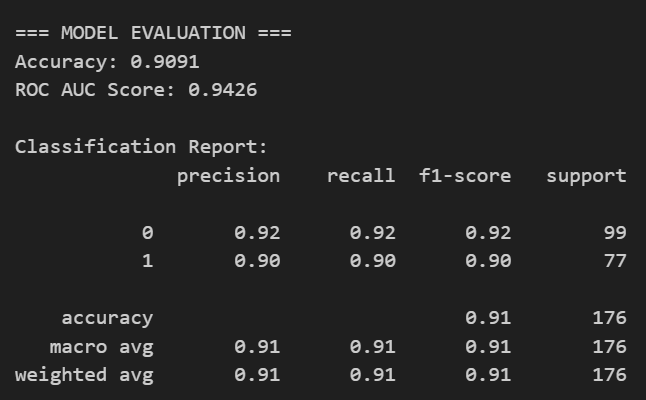 === MODEL EVALUATION ===
Accuracy: 0.9091
ROC AUC Score: 0.9426
Classification Report:
precision recall f1-score support
0 0.92 0.92 0.92 99
1 0.90 0.90 0.90 77
accuracy 0.91 176
macro avg 0.91 0.91 0.91 176
weighted avg 0.91 0.91 0.91 176